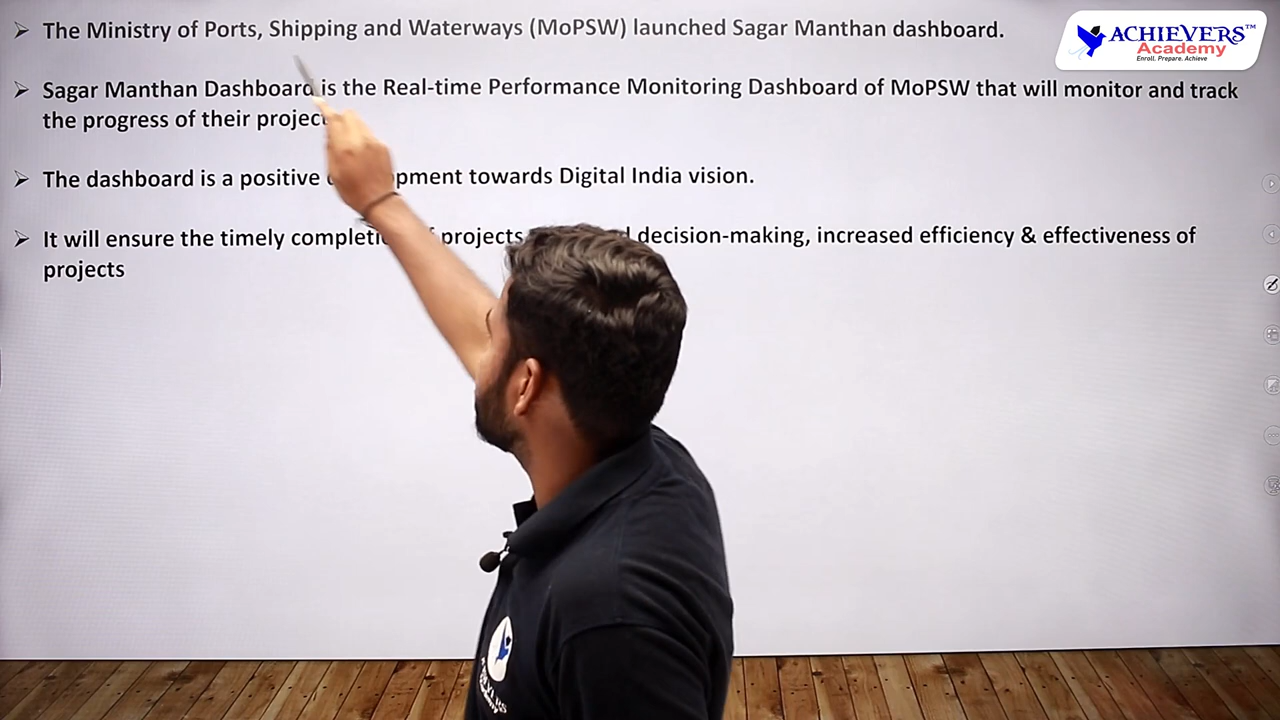 ➢ The Ministry of Ports, Shipping and Waterways (MoPSW) launched Sagar Manthan dashboard.
ACHIEVERS™
Academy
Enroll. Prepare. Achieve
➢ Sagar Manthan Dashboard is the Real-time Performance Monitoring Dashboard of MoPSW that will monitor and track
the progress of their
➢ The dashboard is a positive towards Digital India vision.
➢ It will ensure the timely projects decision-making, increased efficiency & effectiveness of
projects